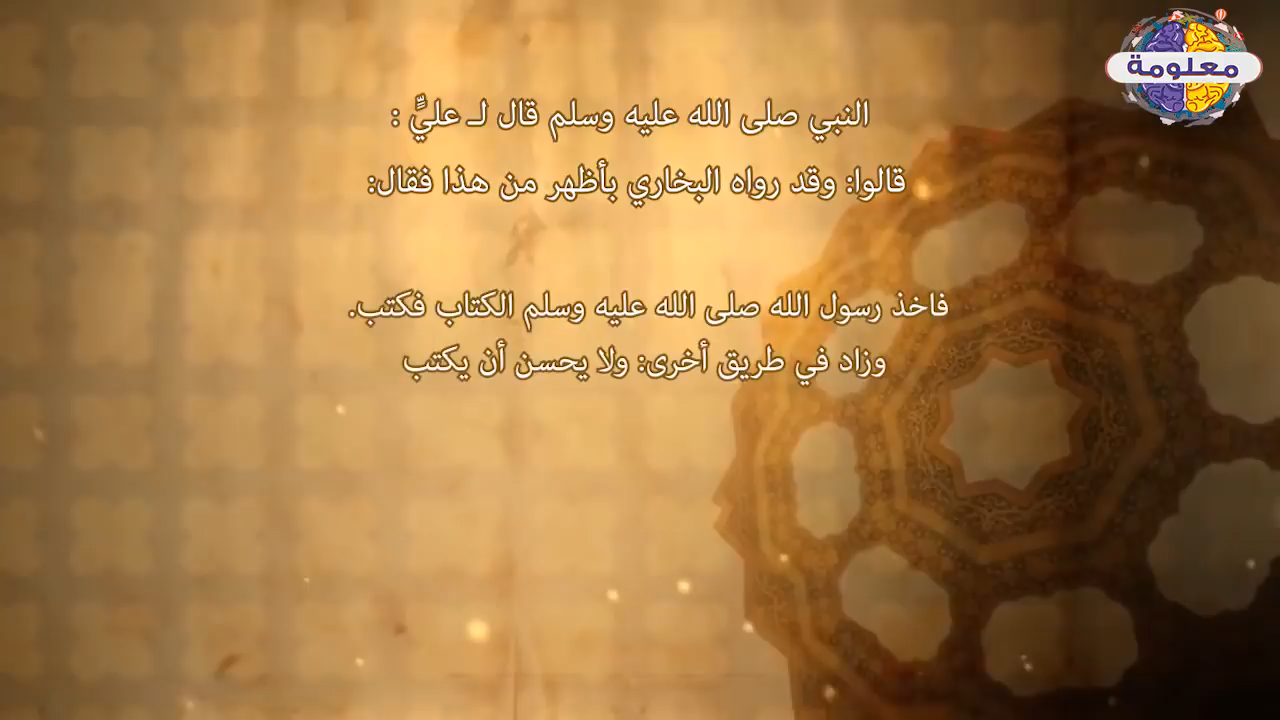 معلومة
النبي صلى الله عليه وسلم قال لـ عليٍّ :
قالوا: وقد رواه البخاري بأظهر من هذا فقال:
فاخذ رسول الله صلى الله عليه وسلم الكتاب فكتب.
وزاد في طريق أخرى: ولا يحسن أن يكتب